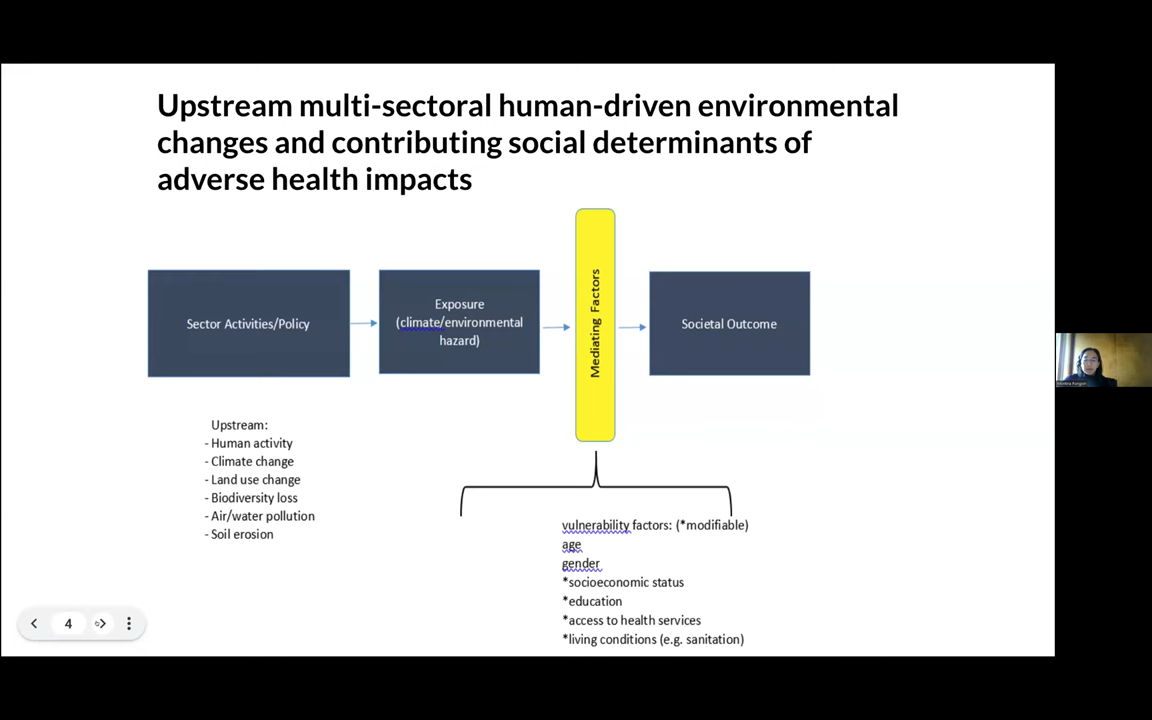 Upstream multi-sectoral human-driven environmental
changes and contributing social determinants of
adverse health impacts
Sector Activities/Policy
Exposure
(climate/environmental
hazard)
Mediating Factors
Societal Outcome
Upstream:
- Human activity
- Climate change
- Land use change
- Biodiversity loss
- Air/water pollution
- Soil erosion
vulnerability factors: (*modifiable)
age
gender
*socioeconomic status
*education
*access to health services
*living conditions (e.g. sanitation)
4